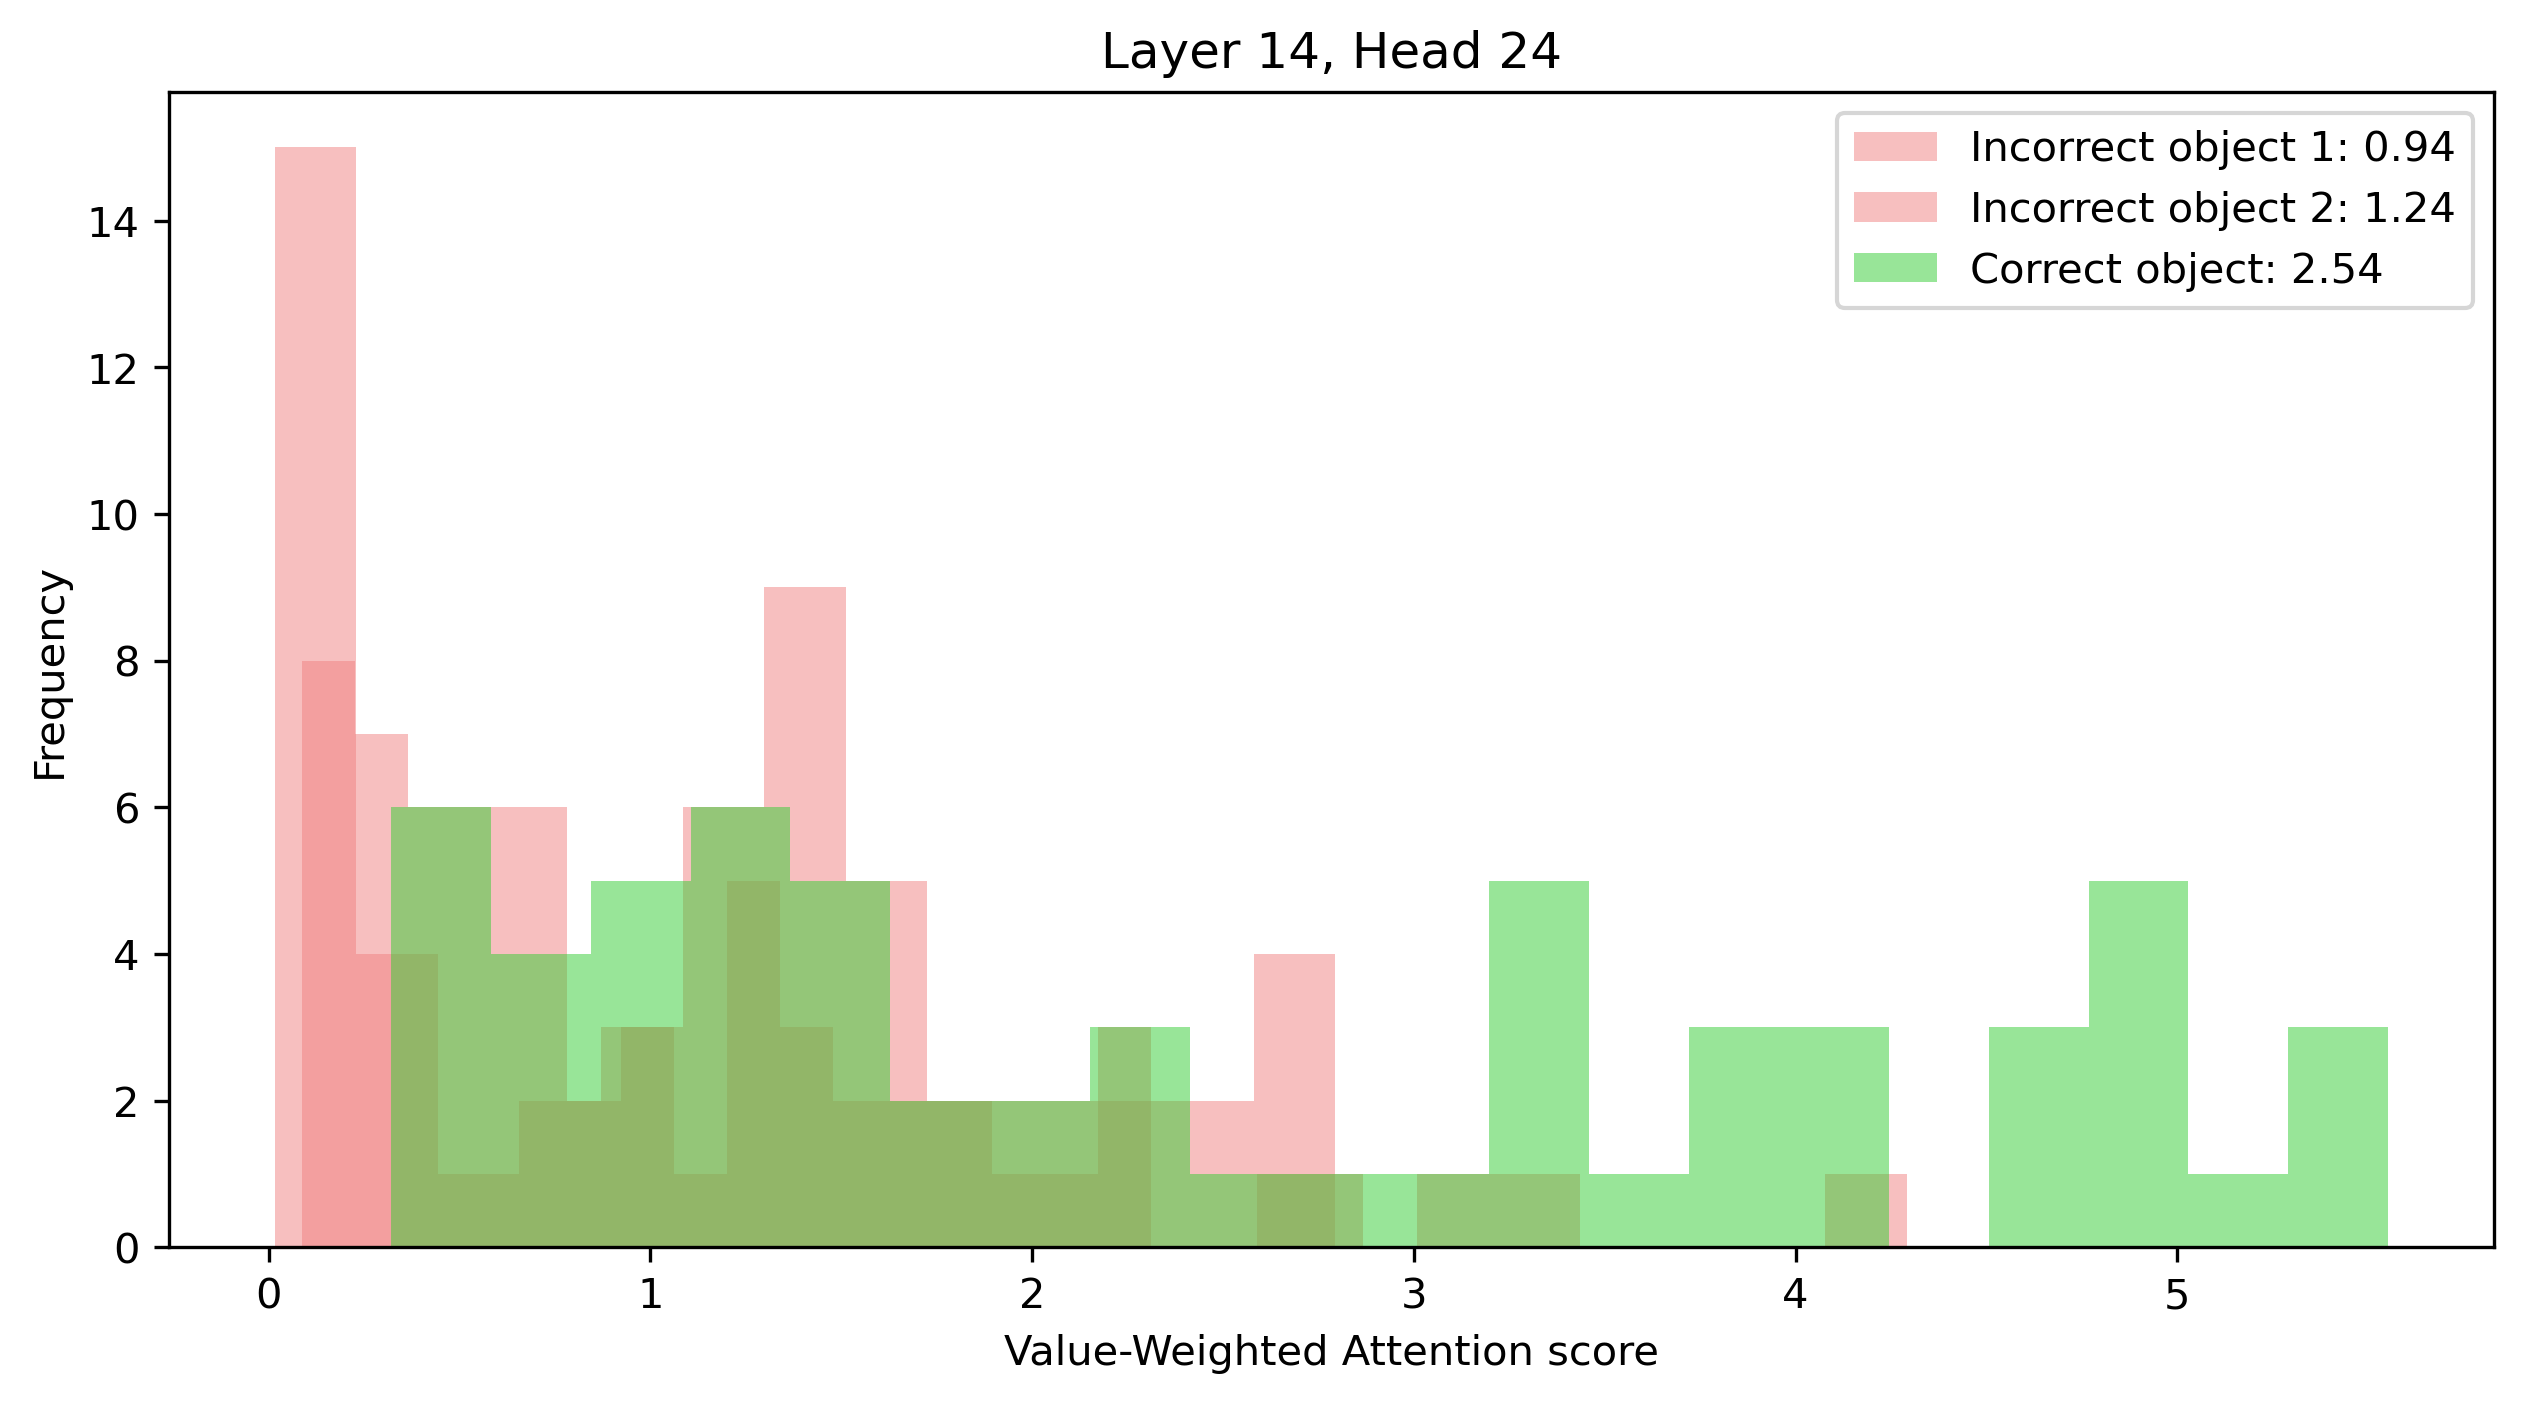 Layer 14, Head 24
Incorrect object 1: 0.94
Incorrect object 2: 1.24
Correct object: 2.54
Frequency
14
12
10
8
6
4
2
0
0 1 2 3 4 5
Value-Weighted Attention score